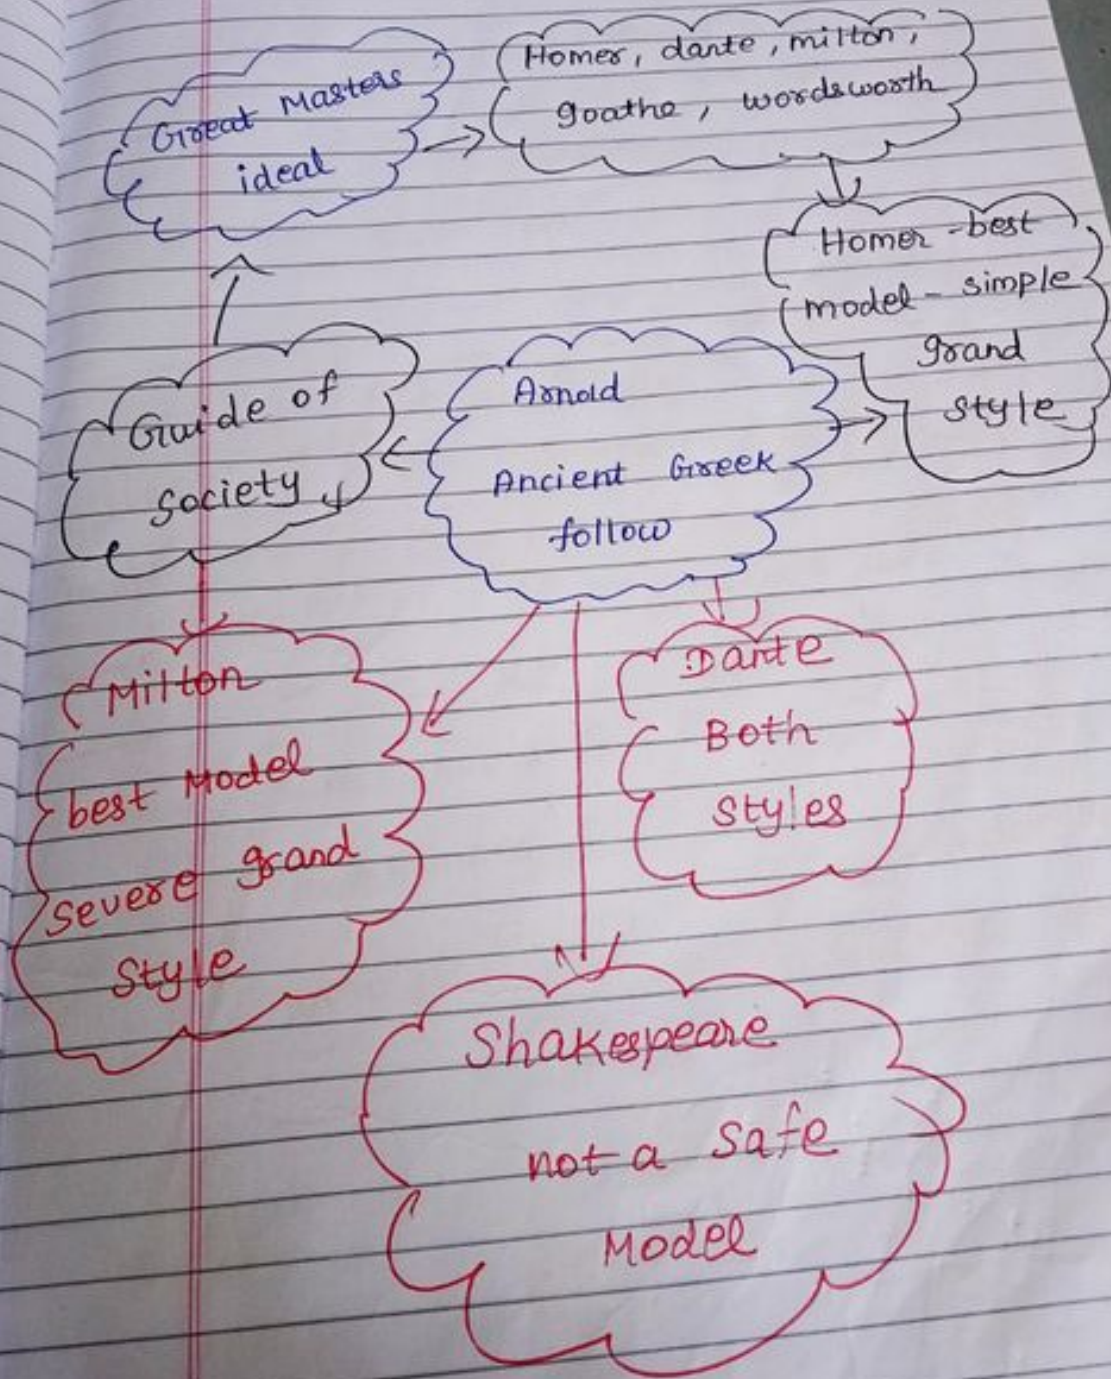 Great Masters
ideal
Homer, dante, milton,
goathe, wordsworth
Homer - best
model - simple
grand
style
Guide of
society
Arnold
Ancient Greek
follow
Milton
best Model
severe grand
Style
Dante
Both
Styles
Shakespeare
not a Safe
Model